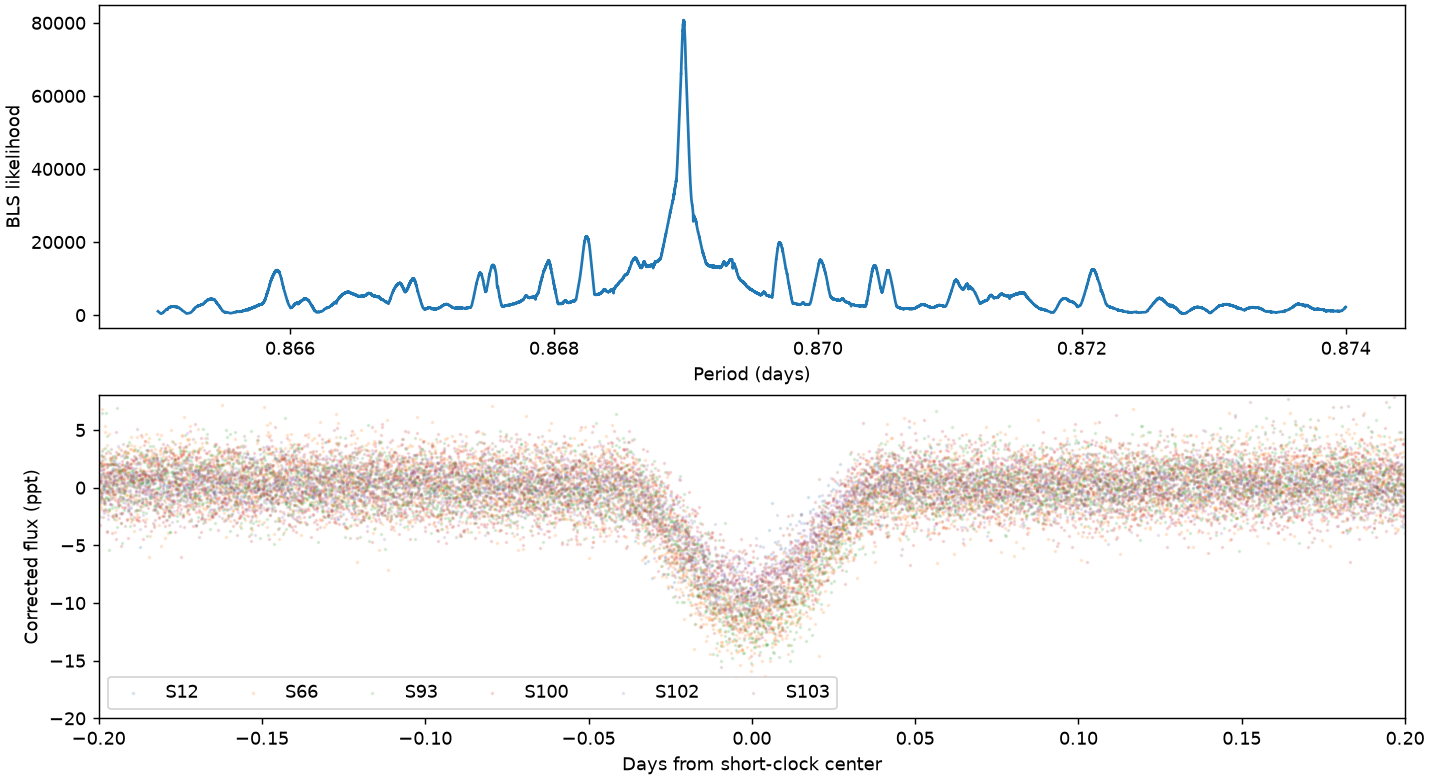 80000
60000
40000
20000
0
BLS likelihood
0.866 0.868 0.870 0.872 0.874
Period (days)
5
0
−5
−10
−15
−20
Corrected flux (ppt)
S12 S66 S93 S100 S102 S103
−0.20 −0.15 −0.10 −0.05 0.00 0.05 0.10 0.15 0.20
Days from short-clock center